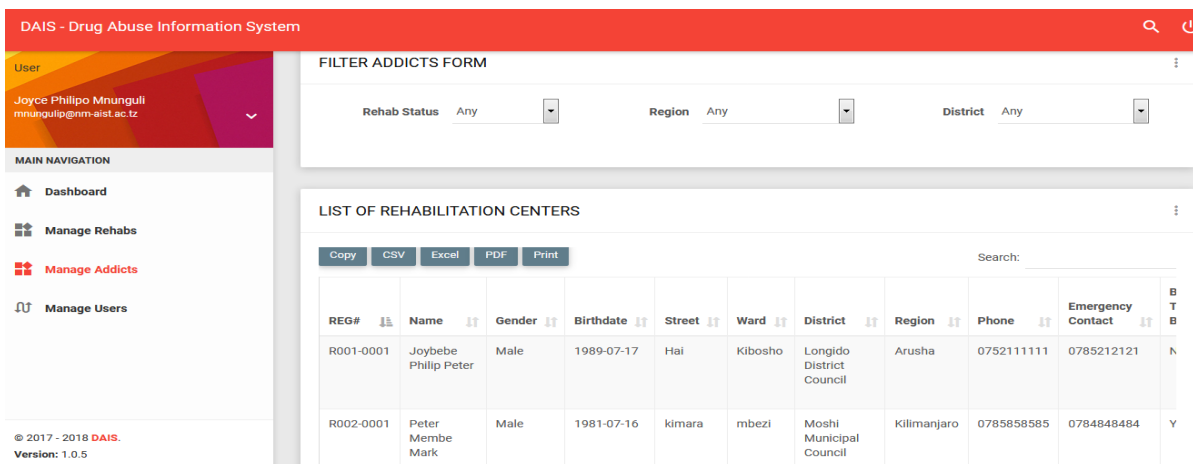 DAIS - Drug Abuse Information System
User
Joyce Philipo Mnunguli
mnungulip@nm-aist.ac.tz
MAIN NAVIGATION
Dashboard
Manage Rehabs
Manage Addicts
Manage Users
© 2017 - 2018 DAIS.
Version: 1.0.5
FILTER ADDICTS FORM
Rehab Status Any Region Any District Any
LIST OF REHABILITATION CENTERS
Copy CSV Excel PDF Print Search:
REG# Name Gender Birthdate Street Ward District Region Phone Emergency Contact B T B
R001-0001 Joybebe Philip Peter Male 1989-07-17 Hai Kibosho Longido District Council Arusha 0752111111 0785212121 N
R002-0001 Peter Membe Mark Male 1981-07-16 kimara mbezi Moshi Municipal Council Kilimanjaro 0785858585 0784848484 Y